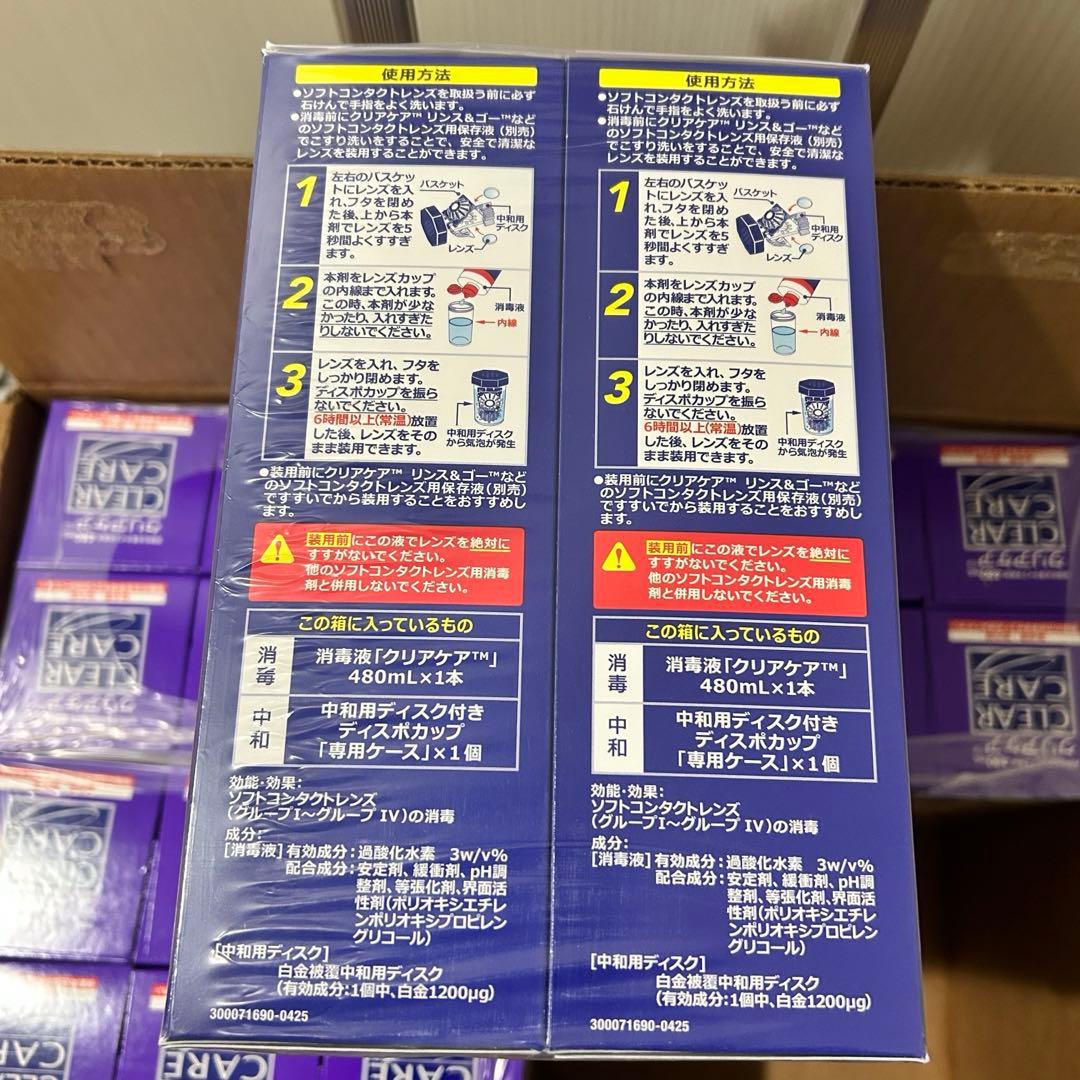 使用方法
●ソフトコンタクトレンズを取扱う前に必ず
石けんで手指をよく洗います。
●消毒前にクリアケア™ リンス&ゴー™など
のソフトコンタクトレンズ用保存液(別売)
でこすり洗いをすることで、安全で清潔な
レンズを装用することができます。
1
左右のバスケッ
トにレンズを入
れ、フタを閉め
た後、上から本
剤でレンズを5
秒間よくすすぎ
ます。
バスケット
中和用
ディスク
レンズ
2
本剤をレンズカップ
の内線まで入れます。
この時、本剤が少な
かったり、入れすぎた
りしないでください。
消毒液
内線
3
レンズを入れ、フタを
しっかり閉めます。
ディスポカップを振ら
ないでください。
6時間以上(常温)放置
した後、レンズをその
まま装用できます。
中和用ディスク
から気泡が発生
●装用前にクリアケア™ リンス&ゴー™など
のソフトコンタクトレンズ用保存液(別売)
ですすいでから装用することをおすすめし
ます。
装用前にこの液でレンズを絶対に
すすがないでください。
他のソフトコンタクトレンズ用消毒
剤と併用しないでください。
この箱に入っているもの
消毒
消毒液「クリアケア™」
480mL×1本
中和
中和用ディスク付き
ディスポカップ
「専用ケース」×1個
効能・効果:
ソフトコンタクトレンズ
(グループI~グループ IV)の消毒
成分:
[消毒液]有効成分:過酸化水素 3w/v%
配合成分:安定剤、緩衝剤、pH調
整剤、等張化剤、界面活
性剤(ポリオキシエチレ
ンポリオキシプロピレン
グリコール)
[中和用ディスク]
白金被覆中和用ディスク
(有効成分:1個中、白金1200μg)
300071690-0425
使用方法
●ソフトコンタクトレンズを取扱う前に必ず
石けんで手指をよく洗います。
●消毒前にクリアケア™ リンス&ゴー™など
のソフトコンタクトレンズ用保存液(別売)
でこすり洗いをすることで、安全で清潔な
レンズを装用することができます。
1
左右のバスケッ
トにレンズを入
れ、フタを閉め
た後、上から本
剤でレンズを5
秒間よくすすぎ
ます。
バスケット
中和用
ディスク
レンズ
2
本剤をレンズカップ
の内線まで入れます。
この時、本剤が少な
かったり、入れすぎた
りしないでください。
消毒液
内線
3
レンズを入れ、フタを
しっかり閉めます。
ディスポカップを振ら
ないでください。
6時間以上(常温)放置
した後、レンズをその
まま装用できます。
中和用ディスク
から気泡が発生
●装用前にクリアケア™ リンス&ゴー™など
のソフトコンタクトレンズ用保存液(別売)
ですすいでから装用することをおすすめし
ます。
装用前にこの液でレンズを絶対に
すすがないでください。
他のソフトコンタクトレンズ用消毒
剤と併用しないでください。
この箱に入っているもの
消毒
消毒液「クリアケア™」
480mL×1本
中和
中和用ディスク付き
ディスポカップ
「専用ケース」×1個
効能・効果:
ソフトコンタクトレンズ
(グループI~グループ IV)の消毒
成分:
[消毒液]有効成分:過酸化水素 3w/v%
配合成分:安定剤、緩衝剤、pH調
整剤、等張化剤、界面活
性剤(ポリオキシエチレ
ンポリオキシプロピレン
グリコール)
[中和用ディスク]
白金被覆中和用ディスク
(有効成分:1個中、白金1200μg)
300071690-0425
CLEAR
CARE
クリアケア
CLEAR
CARE
クリアケア
CLEAR
CARE
クリアケア
CLEAR
CARE
CLEAR
CARE
クリアケア
CLEAR
CARE
クリアケア